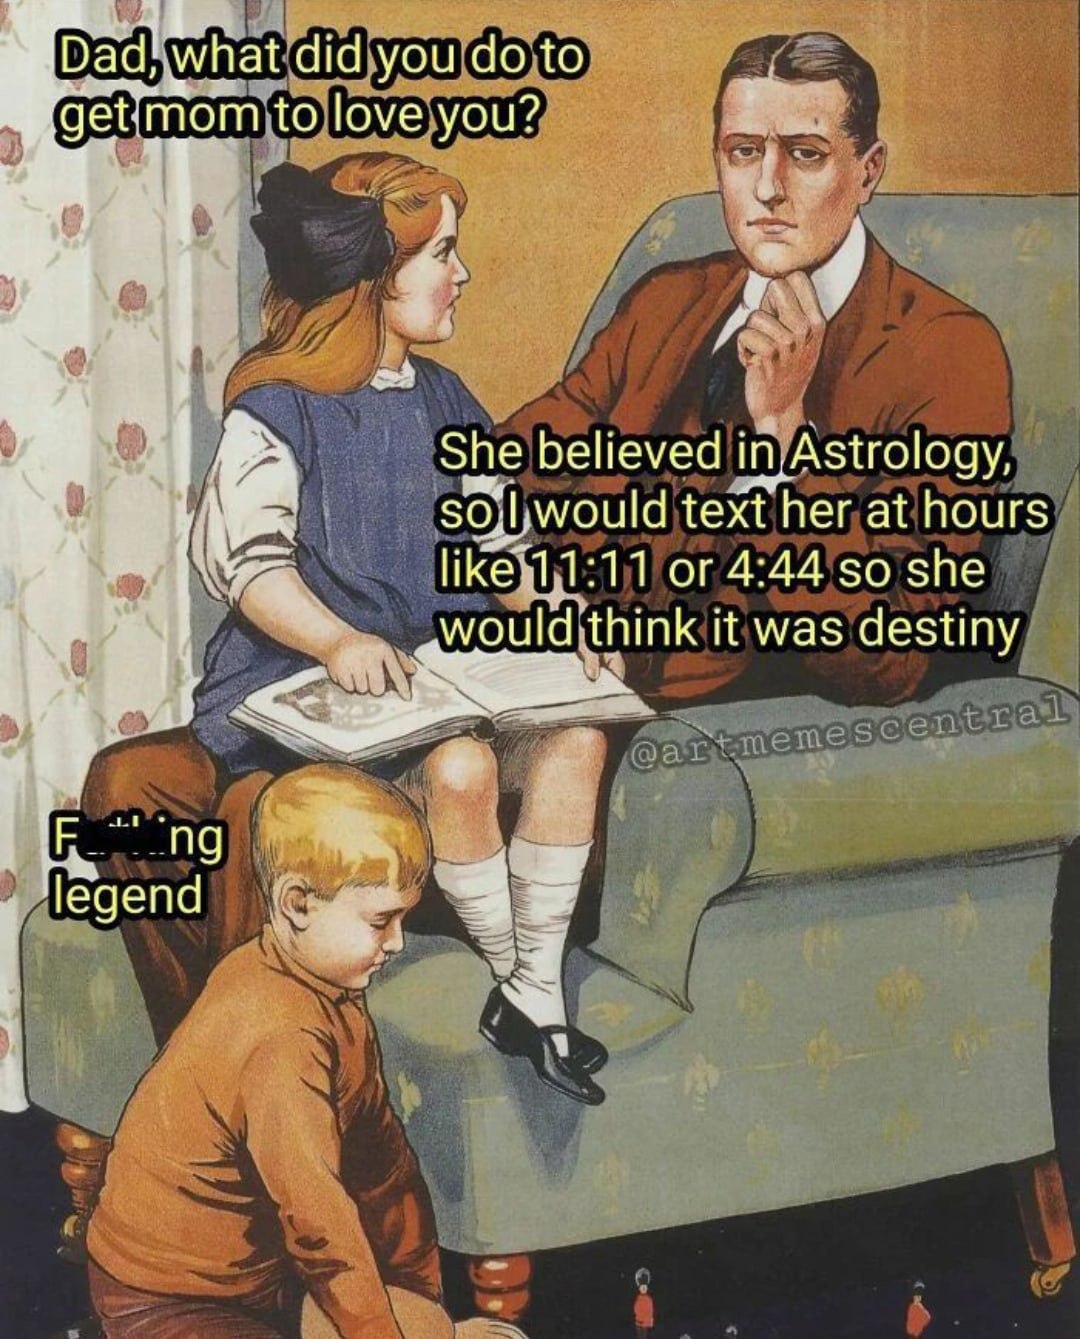 Dad, what did you do to
get mom to love you?
She believed in Astrology,
so I would text her at hours
like 11:11 or 4:44 so she
would think it was destiny
@artmemescentral
legend